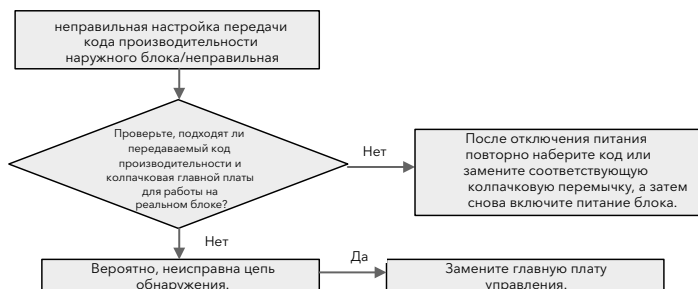 неправильная настройка передачи
кода производительности
наружного блока/неправильная
Проверьте, подходят ли
передаваемый код
производительности и
колпачковая главной платы
для работы на
реальном блоке?
Нет
После отключения питания
повторно наберите код или
замените соответствующую
колпачковую перемычку, а затем
снова включите питание блока.
Нет
Вероятно, неисправна цепь
обнаружения.
Да
Замените главную плату
управления.